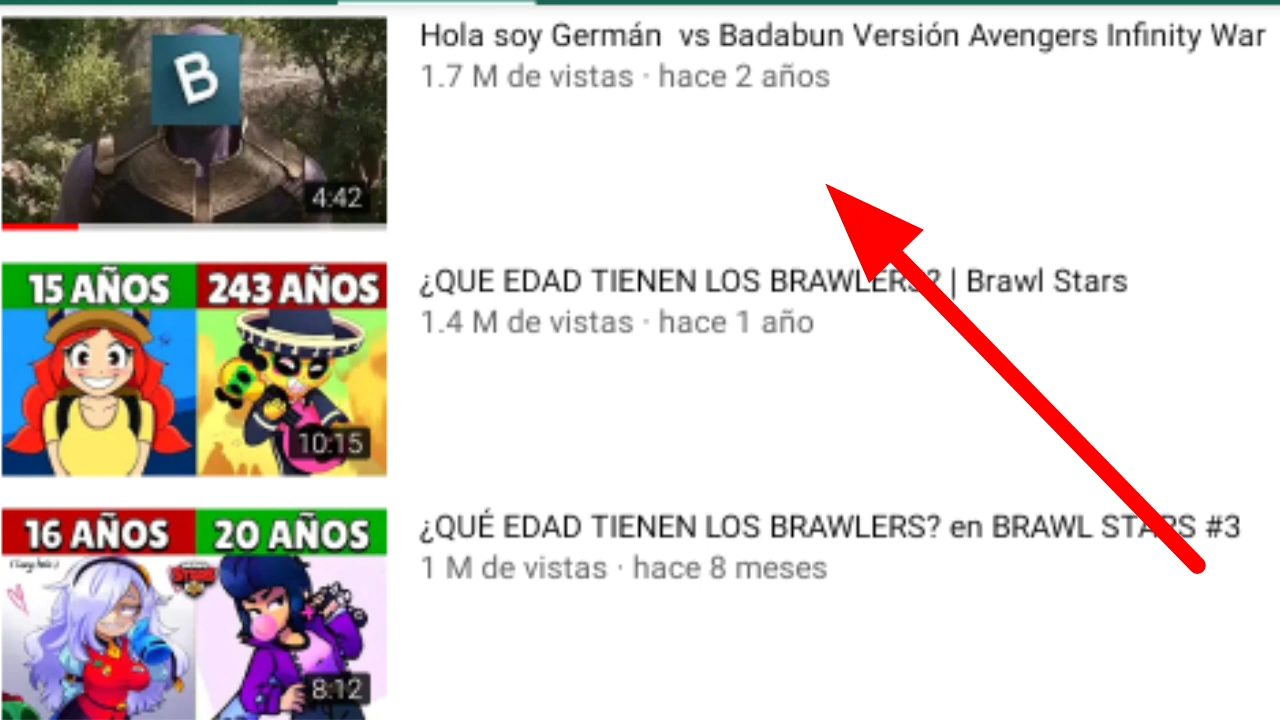 B
4:42
Hola soy Germán vs Badabun Versión Avengers Infinity War
1.7 M de vistas · hace 2 años
15 AÑOS
243 AÑOS
10:15
¿QUE EDAD TIENEN LOS BRAWLERS? | Brawl Stars
1.4 M de vistas · hace 1 año
16 AÑOS
20 AÑOS
8:12
¿QUÉ EDAD TIENEN LOS BRAWLERS? en BRAWL STARS #3
1 M de vistas · hace 8 meses